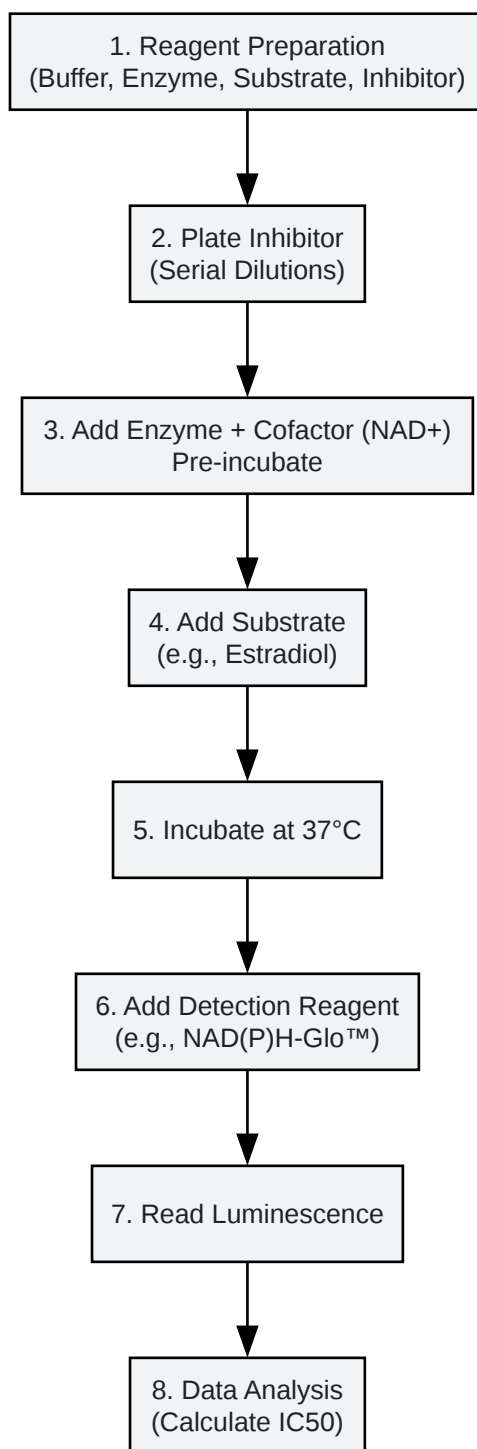 1. Reagent Preparation
(Buffer, Enzyme, Substrate, Inhibitor)
2. Plate Inhibitor
(Serial Dilutions)
3. Add Enzyme + Cofactor (NAD+)
Pre-incubate
4. Add Substrate
(e.g., Estradiol)
5. Incubate at 37°C
6. Add Detection Reagent
(e.g., NAD(P)H-Glo™)
7. Read Luminescence
8. Data Analysis
(Calculate IC50)